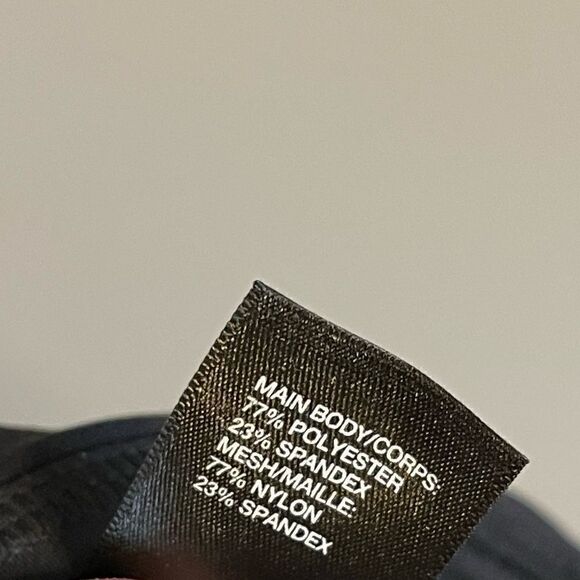 MAIN BODY/CORPS:
77% POLYESTER
23% SPANDEX
MESH/MAILLE:
77% NYLON
23% SPANDEX